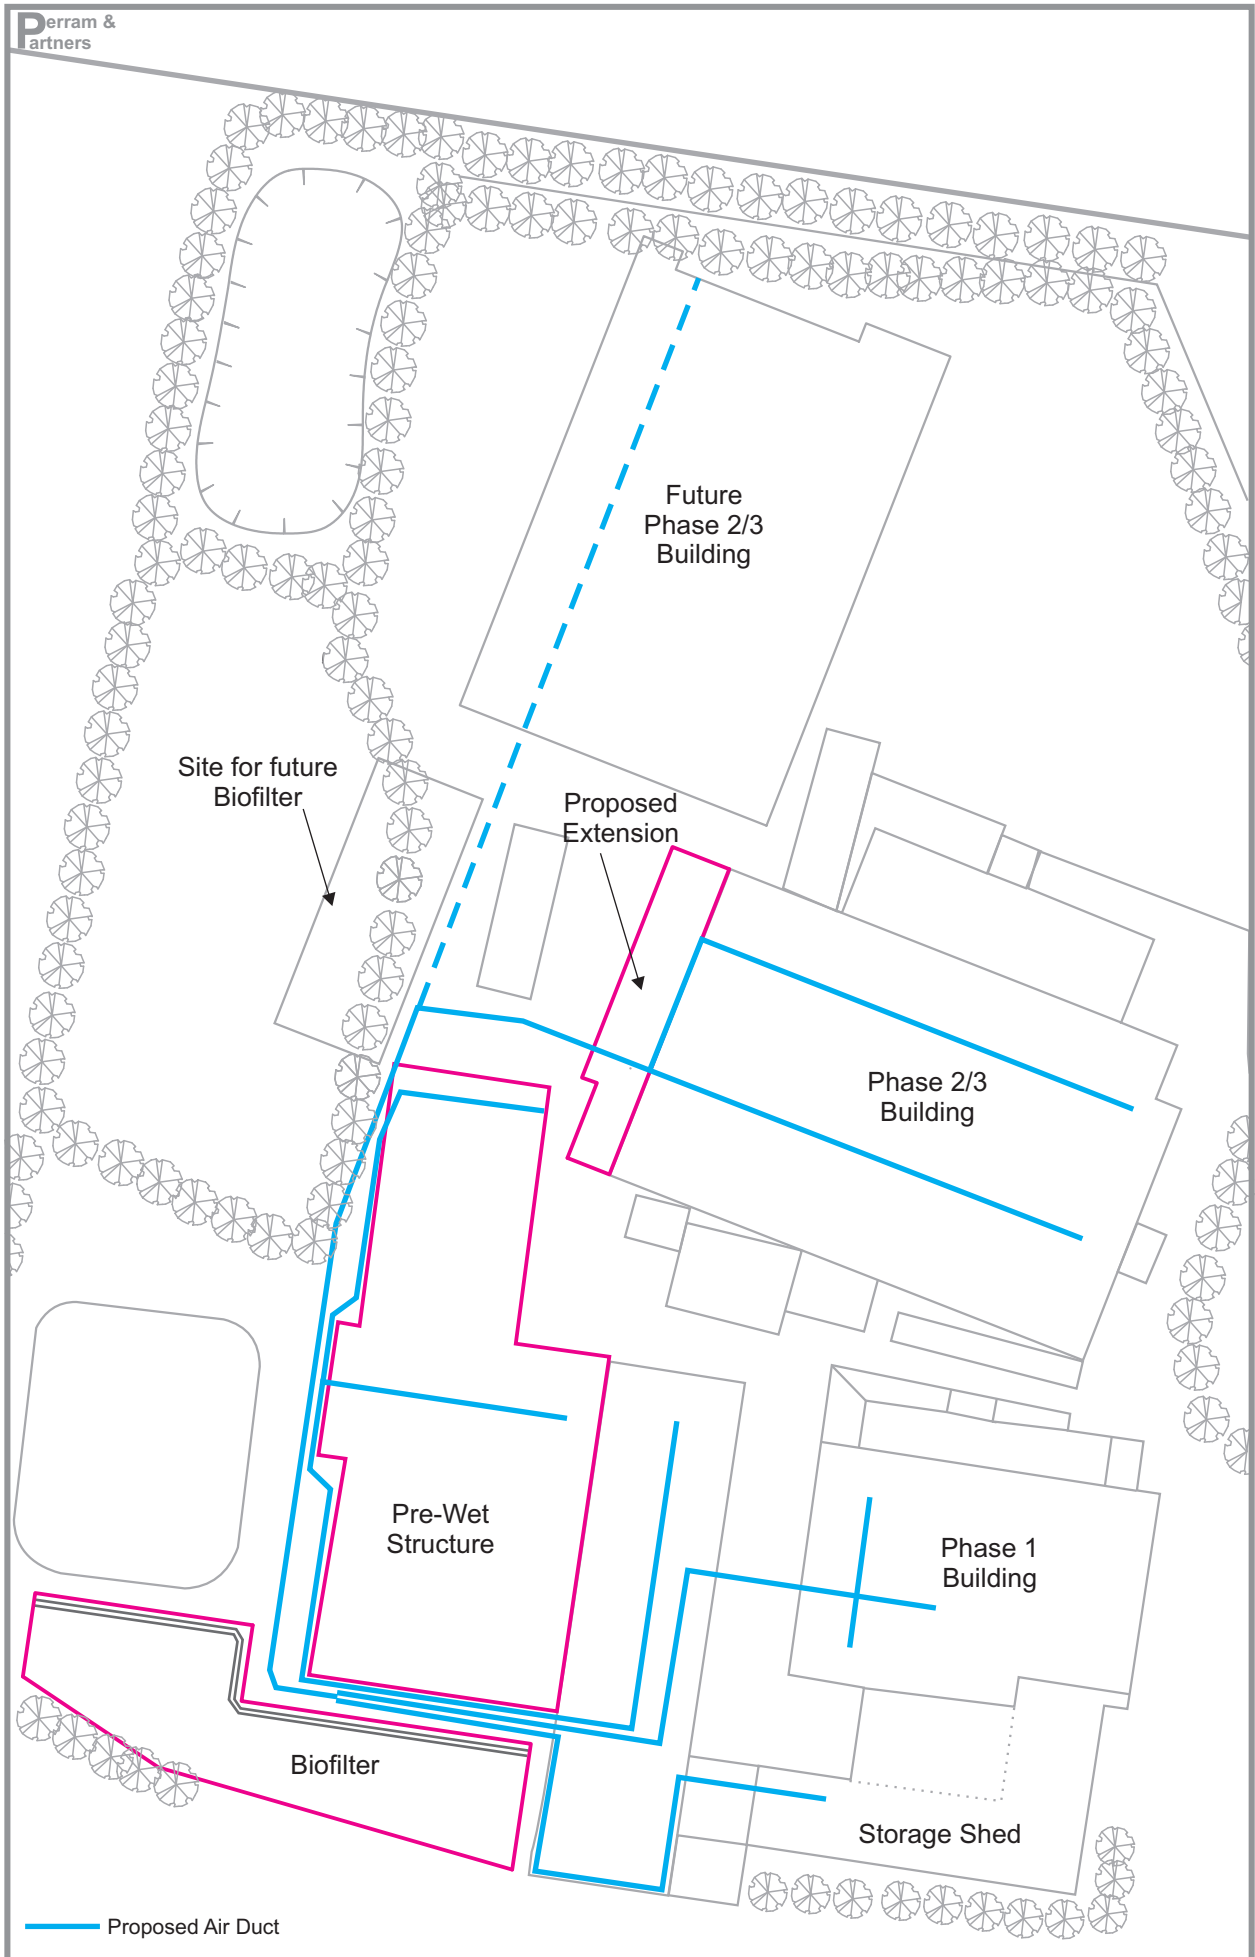 Perram &
Partners
Future
Phase 2/3
Building
Site for future
Biofilter
Proposed
Extension
Phase 2/3
Building
Pre-Wet
Structure
Phase 1
Building
Biofilter
Storage Shed
Proposed Air Duct